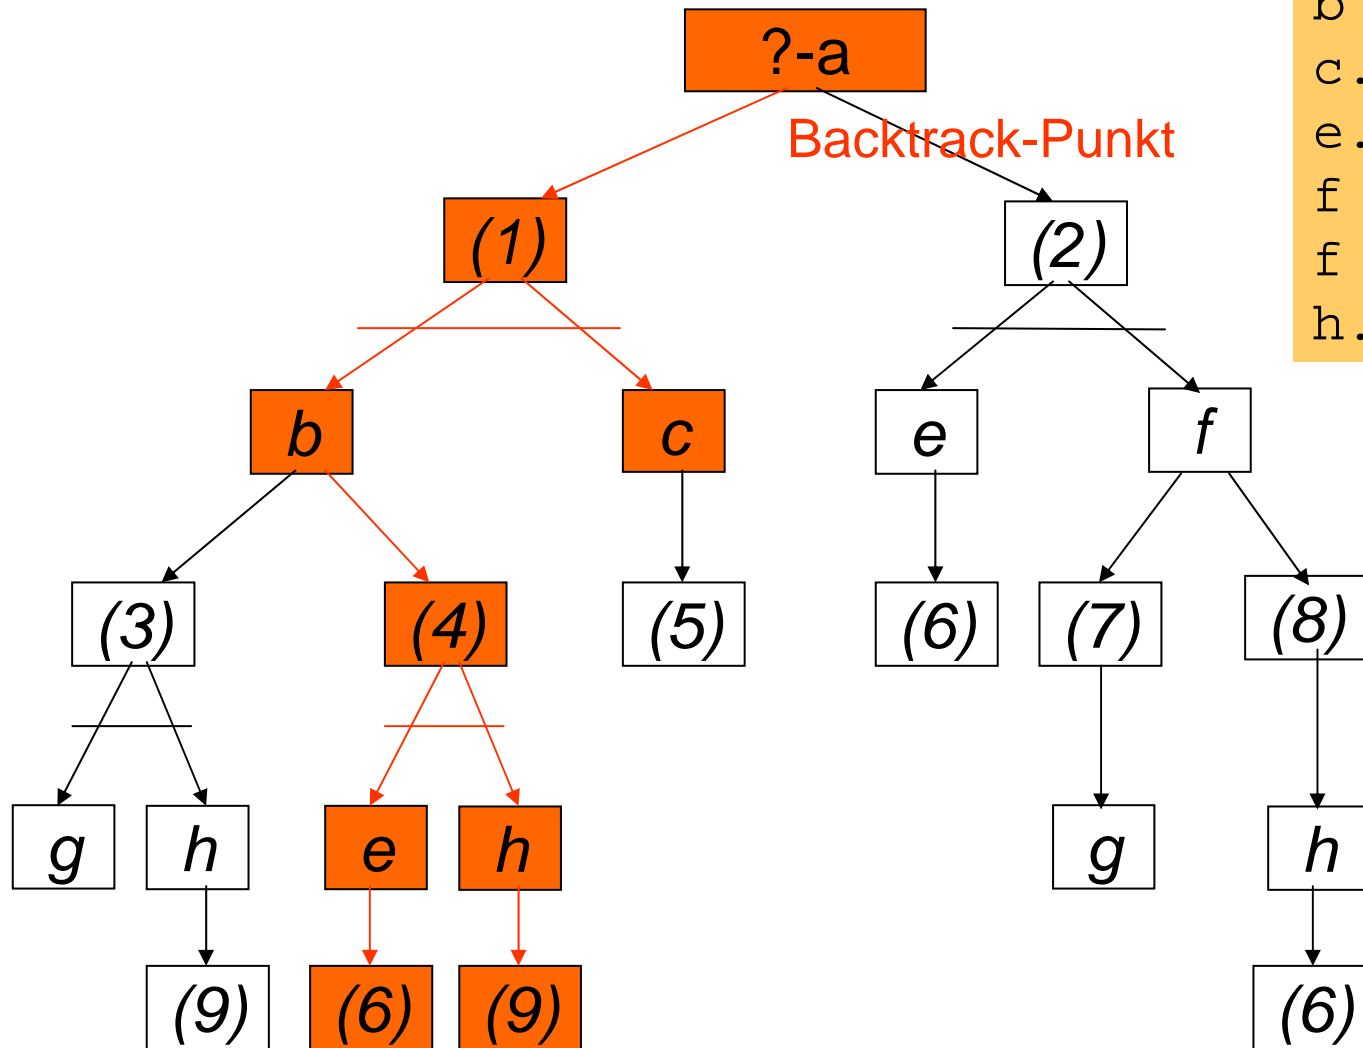 ?-a
b
c.
e.
f
f
h.
Backtrack-Punkt
(1)
(2)
b
c
e
f
(3)
(4)
(5)
(6)
(7)
(8)
g
h
e
h
g
h
(9)
(6)
(9)
(6)